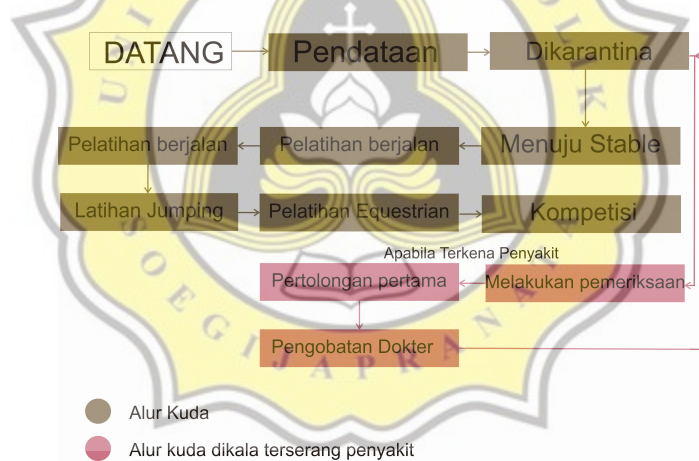 DATANG
Pendataan
Dikarantina
Pelatihan berjalan
Pelatihan berjalan
Menuju Stable
Latihan Jumping
Pelatihan Equestrian
Kompetisi
Apabila Terkena Penyakit
Pertolongan pertama
Melakukan pemeriksaan
Pengobatan Dokter
Alur Kuda
Alur kuda dikala terserang penyakit
SOEGIJAPRANATA